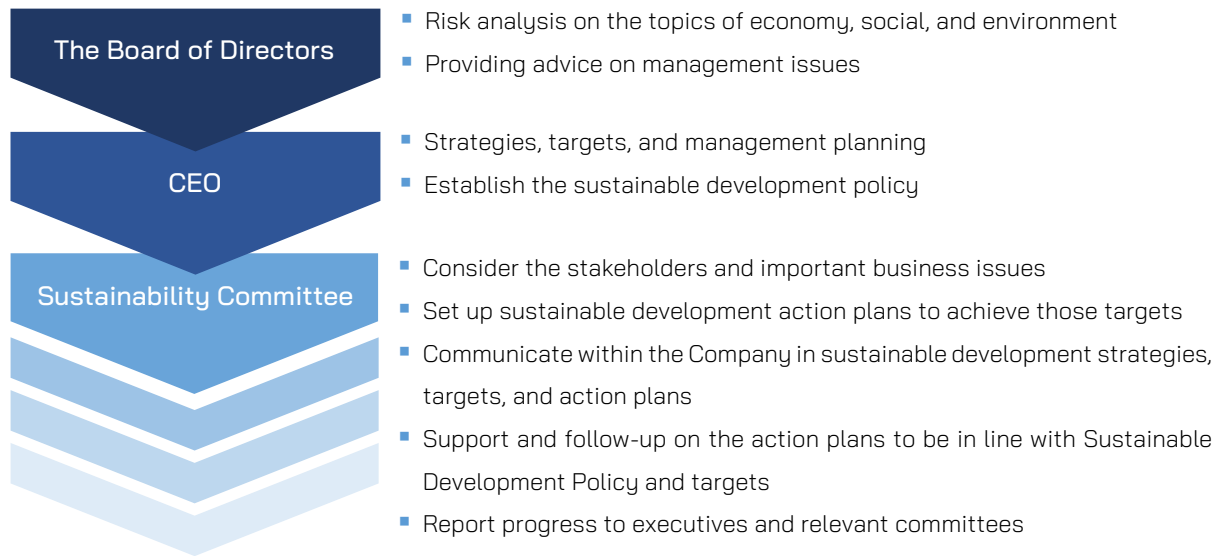 The Board of Directors
▪ Risk analysis on the topics of economy, social, and environment
▪ Providing advice on management issues
CEO
▪ Strategies, targets, and management planning
▪ Establish the sustainable development policy
Sustainability Committee
▪ Consider the stakeholders and important business issues
▪ Set up sustainable development action plans to achieve those targets
▪ Communicate within the Company in sustainable development strategies,
targets, and action plans
▪ Support and follow-up on the action plans to be in line with Sustainable
Development Policy and targets
▪ Report progress to executives and relevant committees